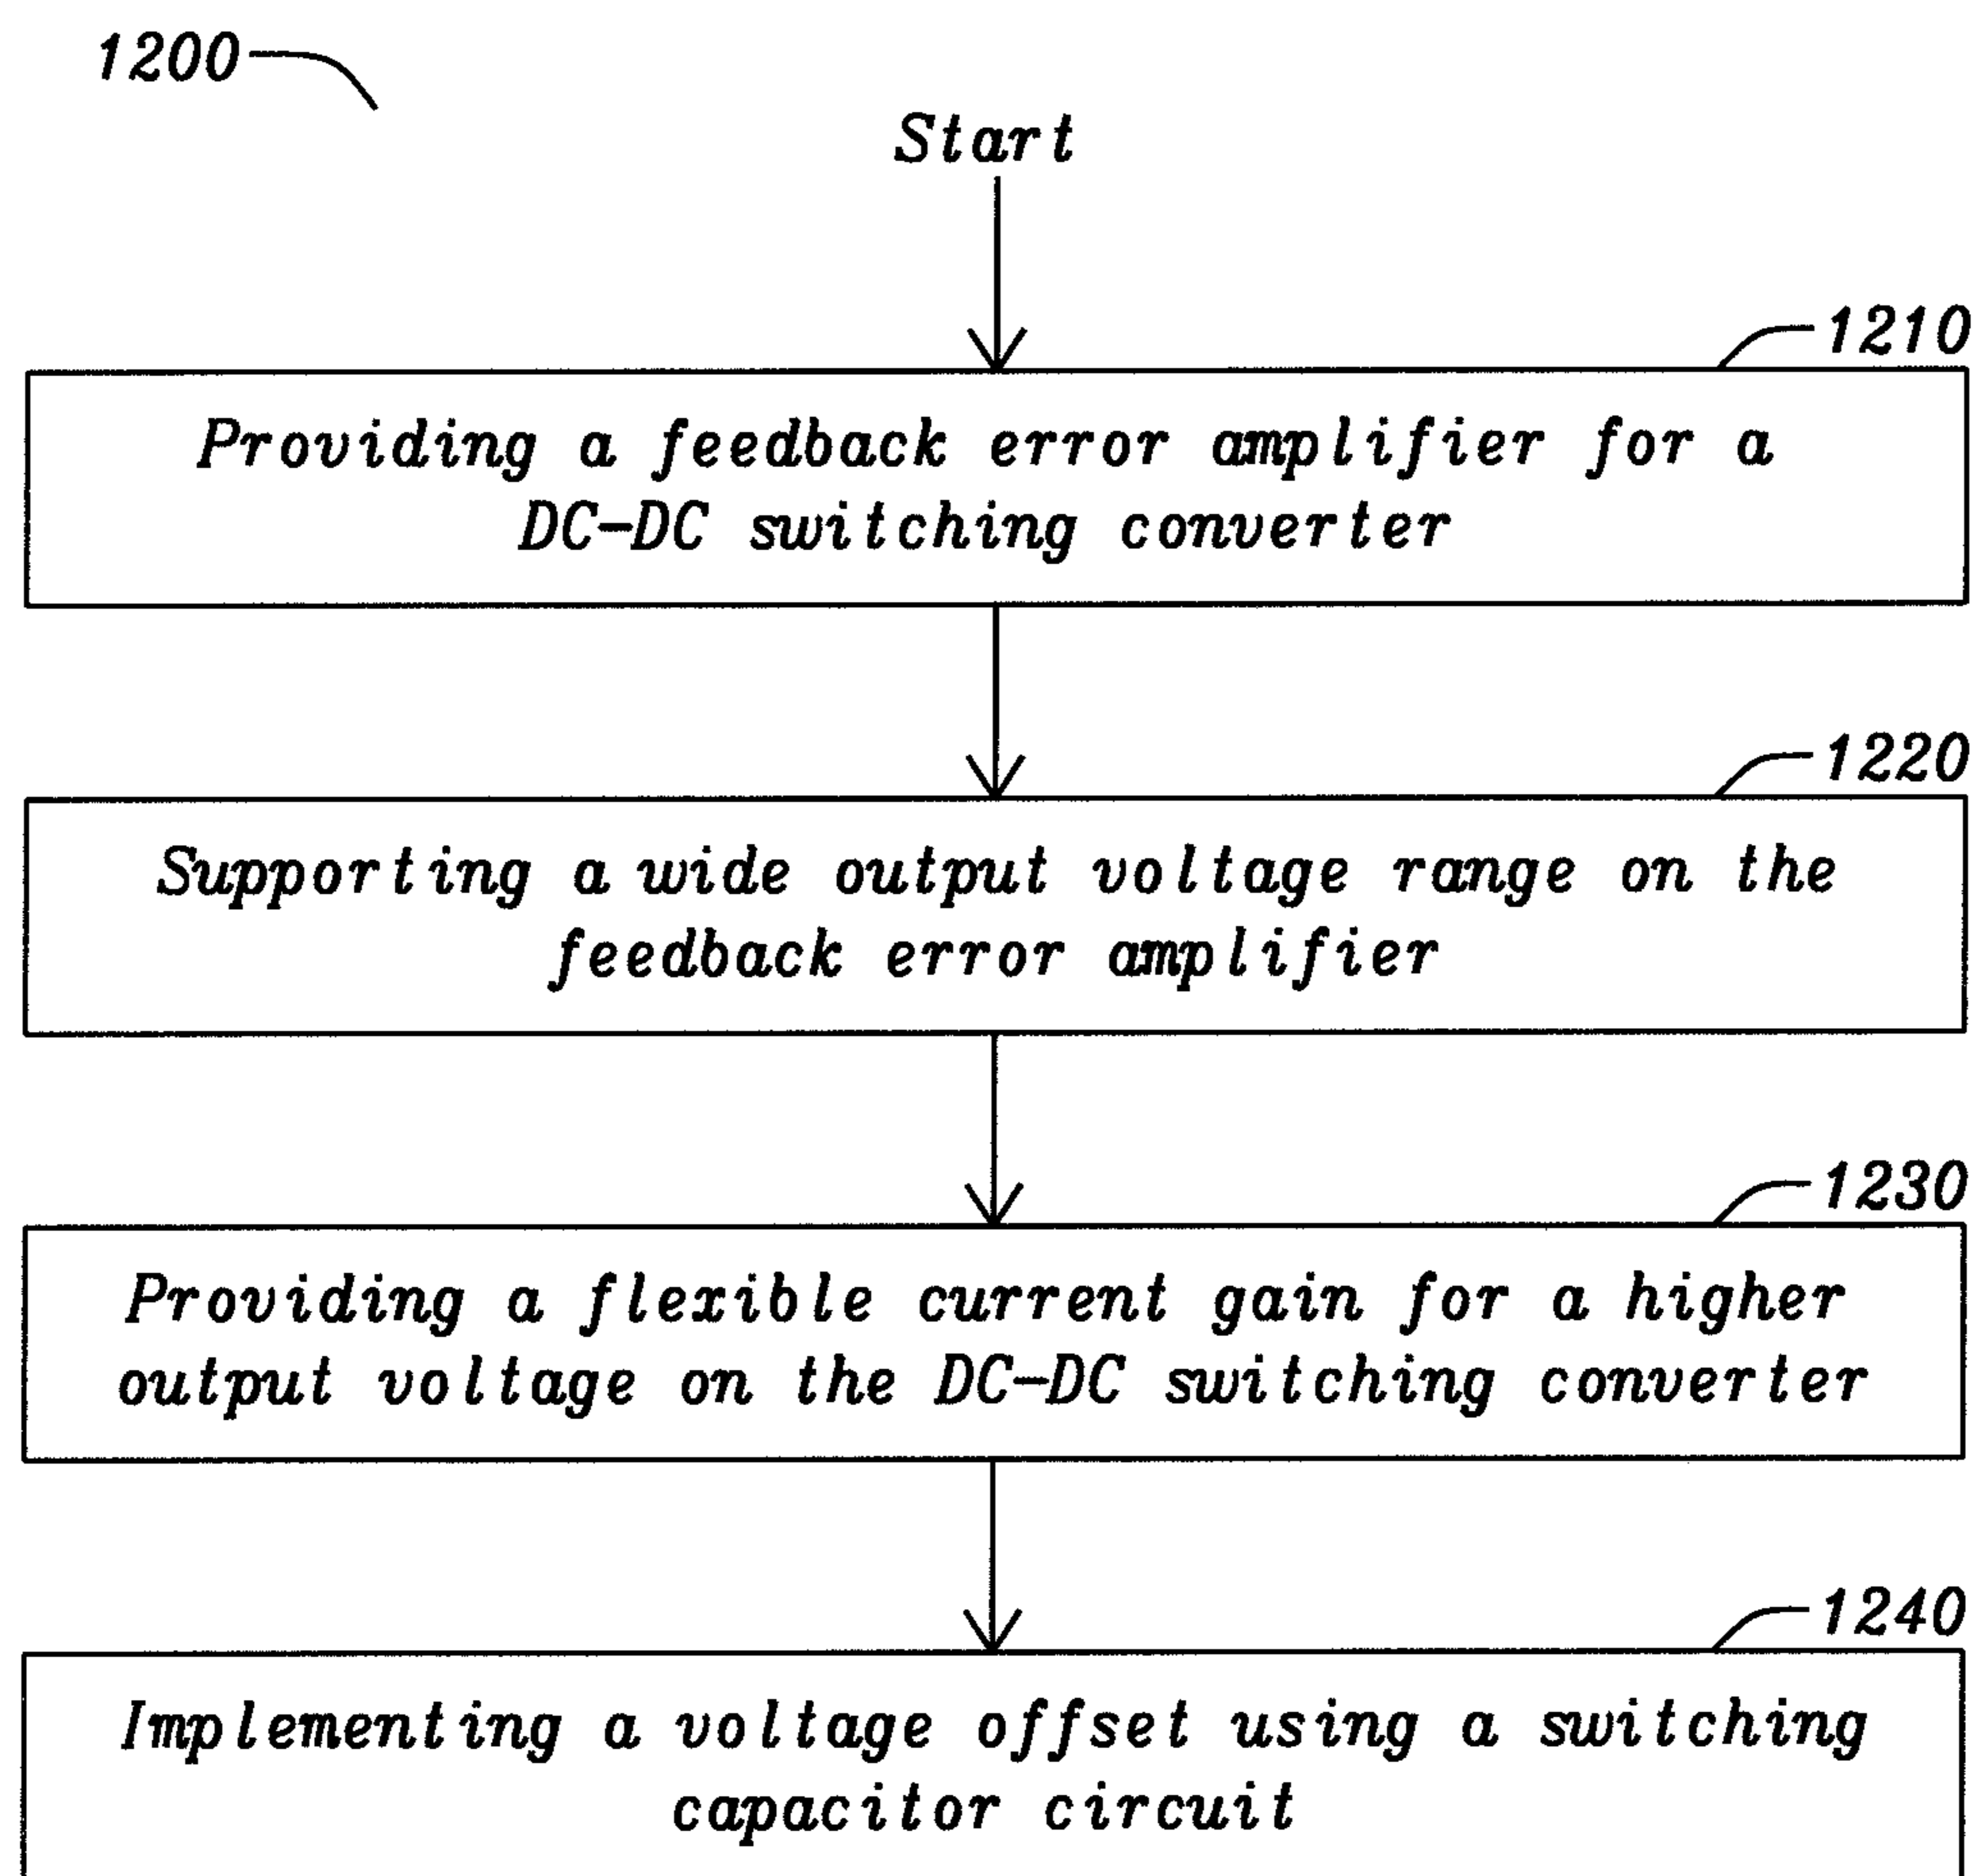 1200
Start
1210
Providing a feedback error amplifier for a
DC-DC switching converter
1220
Supporting a wide output voltage range on the
feedback error amplifier
1230
Providing a flexible current gain for a higher
output voltage on the DC-DC switching converter
1240
Implementing a voltage offset using a switching
capacitor circuit